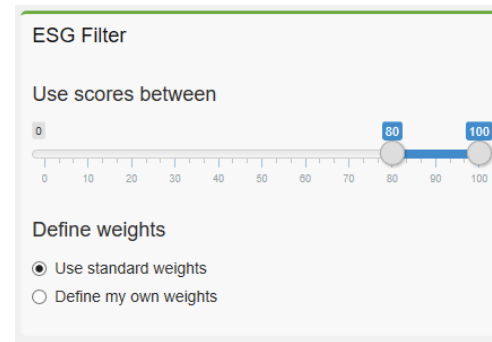 ESG Filter
Use scores between
0 80 100
0 10 20 30 40 50 60 70 80 90 100
Define weights
Use standard weights
Define my own weights